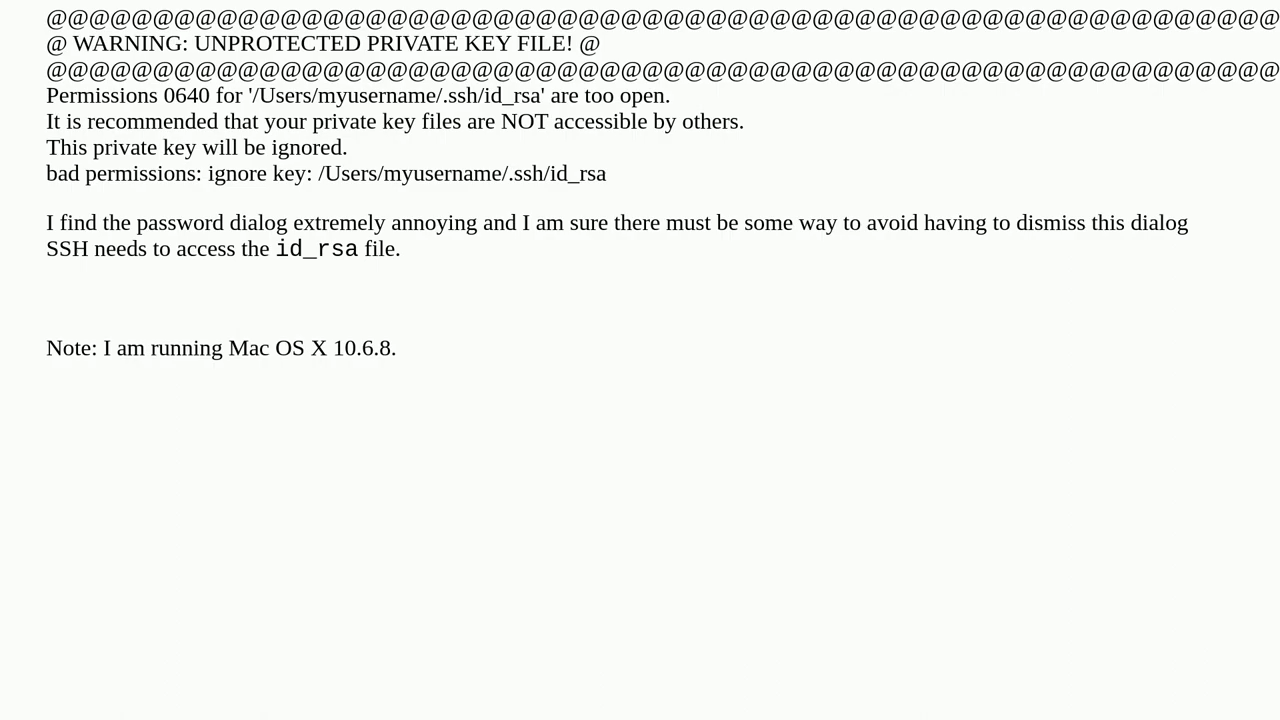 @@@@@@@@@@@@@@@@@@@@@@@@@@@@@@@@@@@@@@@@@@@@@@@@@@@@@@@@@@
@ WARNING: UNPROTECTED PRIVATE KEY FILE! @
@@@@@@@@@@@@@@@@@@@@@@@@@@@@@@@@@@@@@@@@@@@@@@@@@@@@@@@@@@
Permissions 0640 for '/Users/myusername/.ssh/id_rsa' are too open.
It is recommended that your private key files are NOT accessible by others.
This private key will be ignored.
bad permissions: ignore key: /Users/myusername/.ssh/id_rsa
I find the password dialog extremely annoying and I am sure there must be some way to avoid having to dismiss this dialog
SSH needs to access the id_rsa file.
Note: I am running Mac OS X 10.6.8.